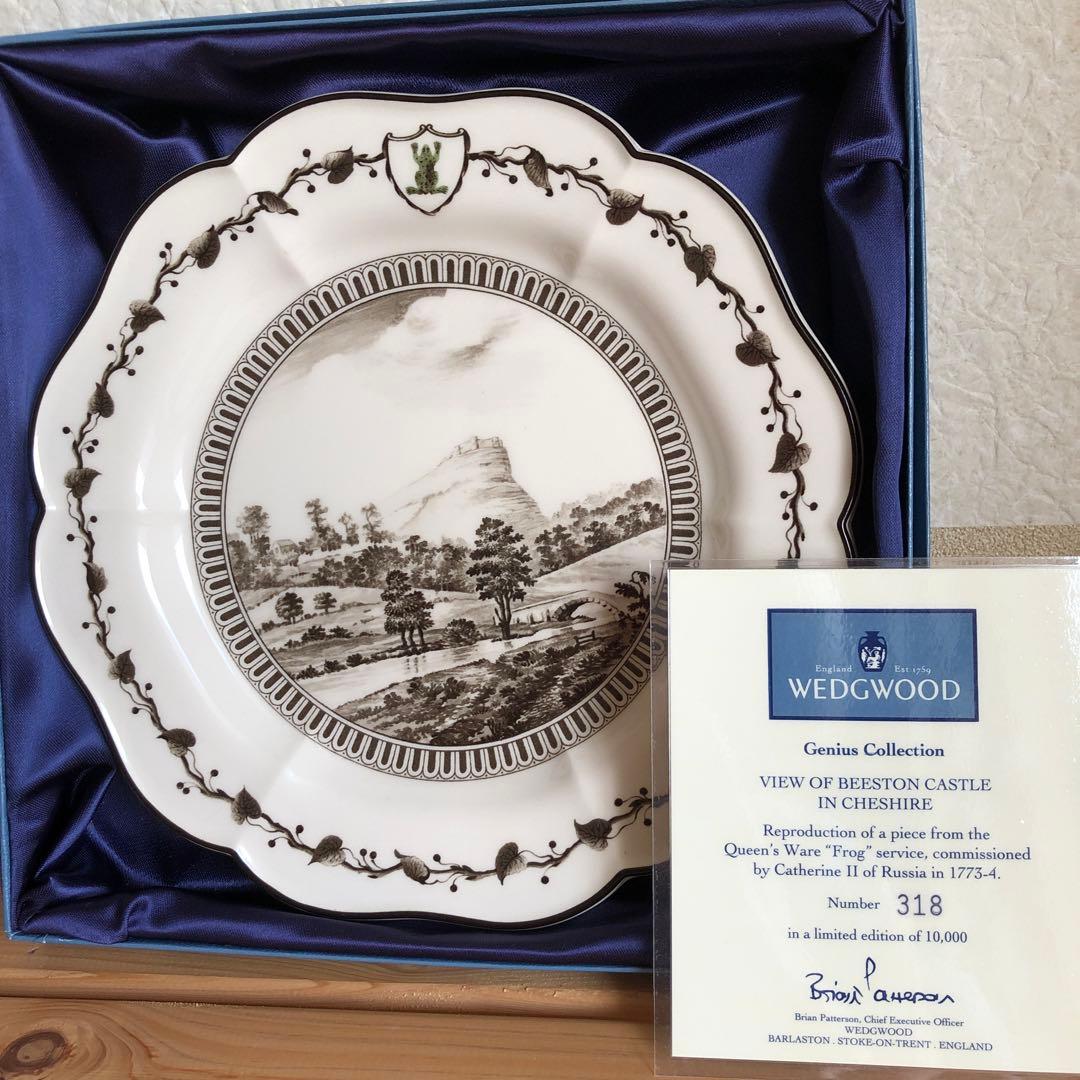 England Est 1759
WEDGWOOD
Genius Collection
VIEW OF BEESTON CASTLE
IN CHESHIRE
Reproduction of a piece from the
Queen's Ware "Frog" service, commissioned
by Catherine II of Russia in 1773-4.
Number 318
in a limited edition of 10,000
Brian Patterson
Brian Patterson, Chief Executive Officer
WEDGWOOD
BARLASTON . STOKE-ON-TRENT . ENGLAND